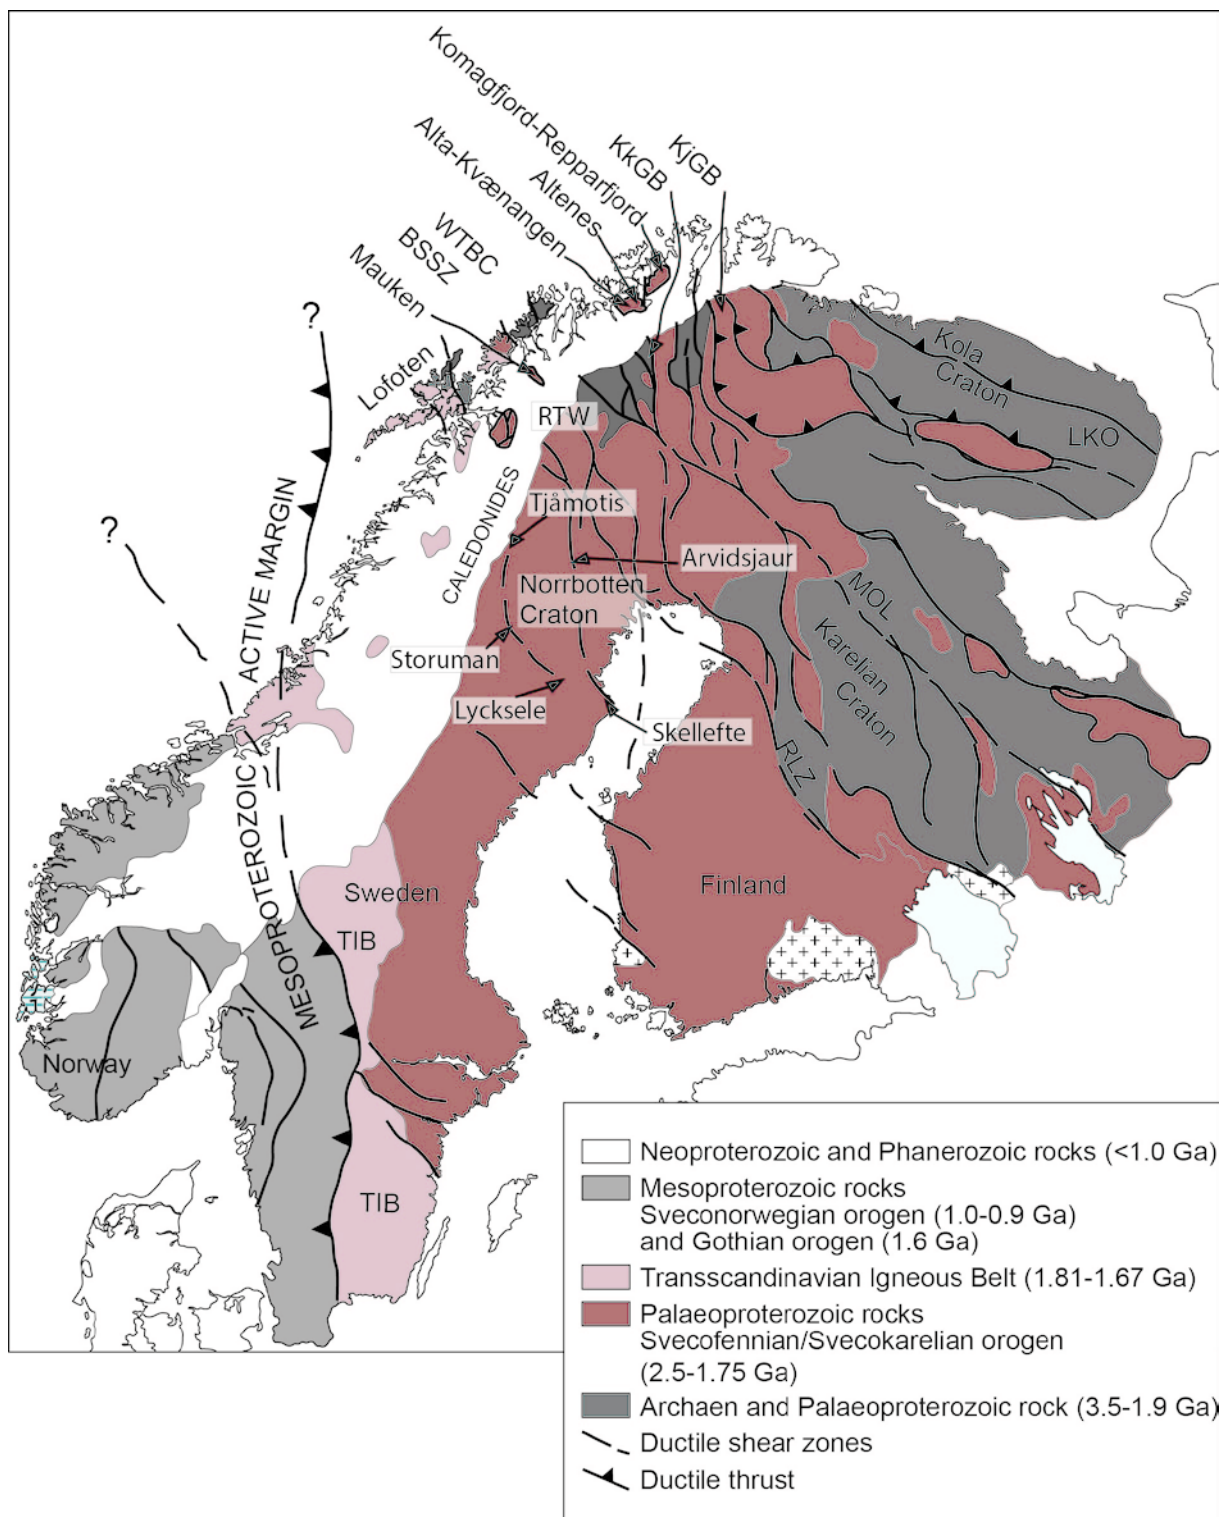 Komagfjord-Repparfjord
Alta-Kvænangen
Altenes
KkGB
KjGB
WTBC
BSSZ
Mauken
?
Lofoten
Kola
Craton
LKO
RTW
CALEDONIDES
Tjåmotis
?
Arvidsjaur
Norrbotten
Craton
MOL
Karelian
Craton
MESOPROTEROZOIC ACTIVE MARGIN
Storuman
Lycksele
Skellefte
RLZ
Sweden
Finland
TIB
Norway
TIB
Neoproterozoic and Phanerozoic rocks (<1.0 Ga)
Mesoproterozoic rocks
Sveconorwegian orogen (1.0-0.9 Ga)
and Gothian orogen (1.6 Ga)
Transscandinavian Igneous Belt (1.81-1.67 Ga)
Palaeoproterozoic rocks
Svecofennian/Svecokarelian orogen
(2.5-1.75 Ga)
Archaen and Palaeoproterozoic rock (3.5-1.9 Ga)
Ductile shear zones
Ductile thrust